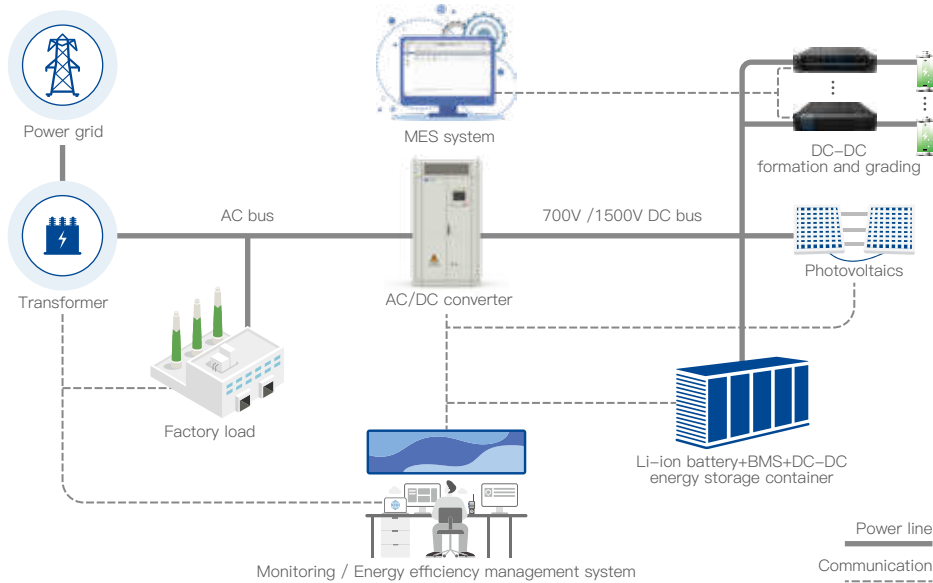 Power grid
MES system
DC–DC
formation and grading
AC bus
700V /1500V DC bus
Transformer
AC/DC converter
Photovoltaics
Factory load
Li–ion battery+BMS+DC–DC
energy storage container
Power line
Communication
Monitoring / Energy efficiency management system